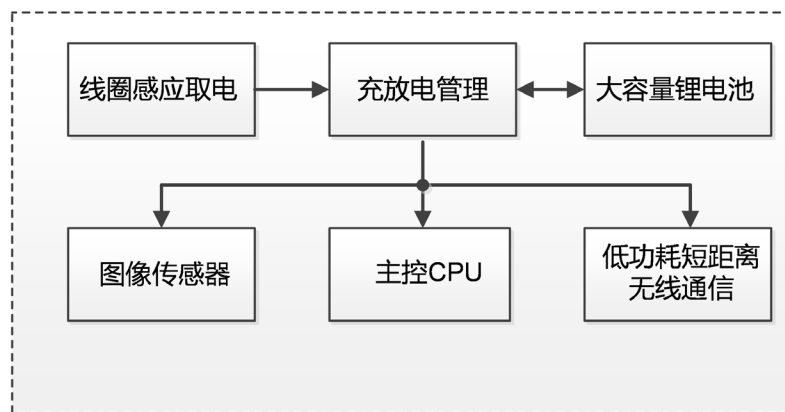 线圈感应取电
充放电管理
大容量锂电池
图像传感器
主控CPU
低功耗短距离
无线通信